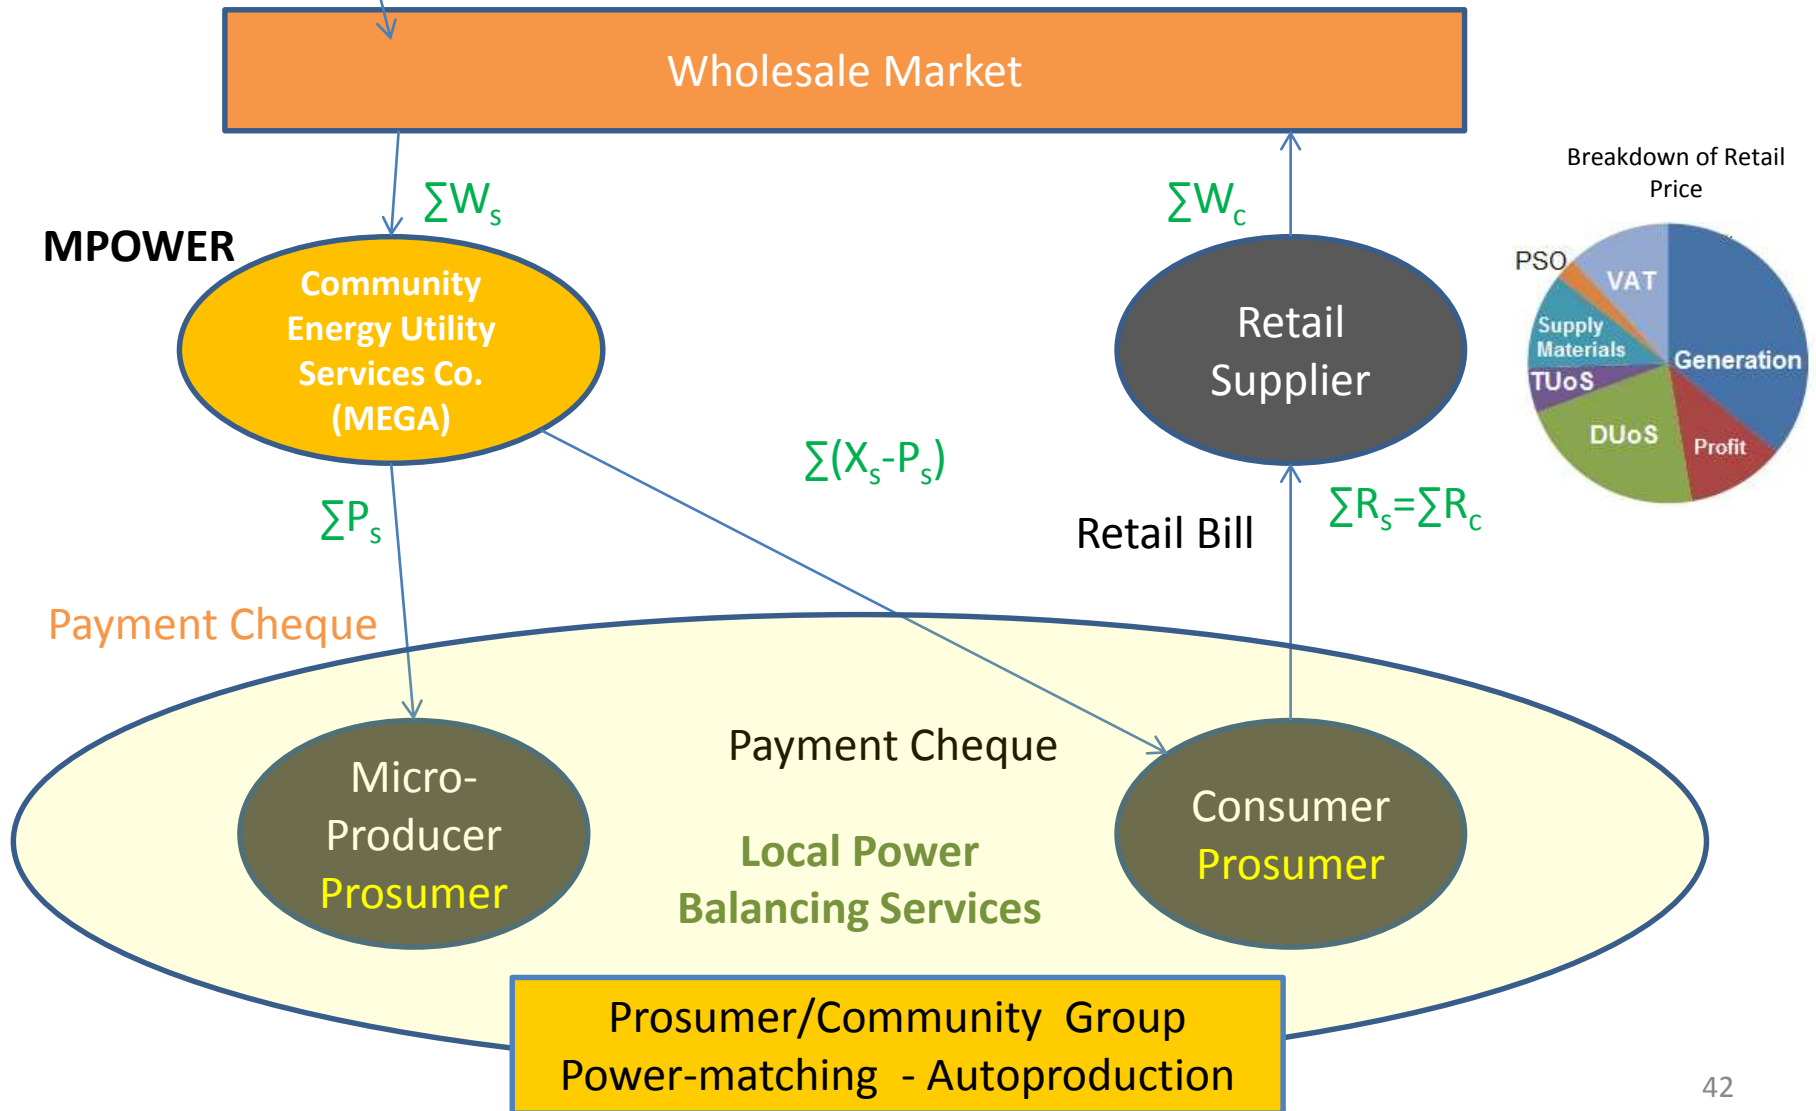 Wholesale Market
∑Wₛ
∑W꜀
Breakdown of Retail
Price
MPOWER
Community
Energy Utility
Services Co.
(MEGA)
Retail
Supplier
PSO
VAT
Supply
Materials
Generation
TUoS
DUoS
Profit
∑(Xₛ-Pₛ)
∑Pₛ
∑Rₛ=∑R꜀
Retail Bill
Payment Cheque
Payment Cheque
Micro-
Producer
Prosumer
Consumer
Prosumer
Local Power
Balancing Services
Prosumer/Community Group
Power-matching - Autoproduction
42